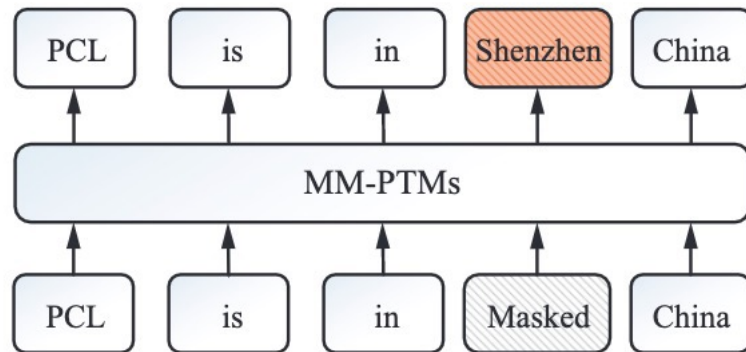 PCL is in Shenzhen China
MM-PTMs
PCL is in Masked China